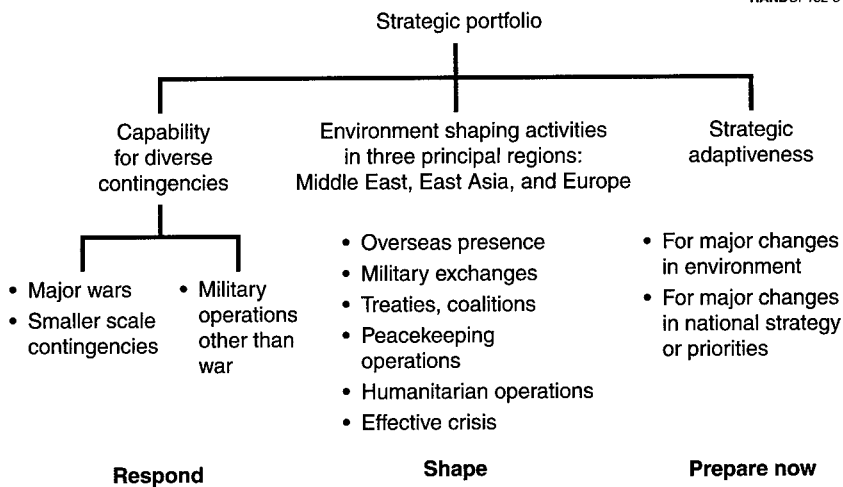 Strategic portfolio
Capability
for diverse
contingencies
Environment shaping activities
in three principal regions:
Middle East, East Asia, and Europe
Strategic
adaptiveness
• Major wars
• Smaller scale
contingencies
• Military
operations
other than
war
• Overseas presence
• Military exchanges
• Treaties, coalitions
• Peacekeeping
operations
• Humanitarian operations
• Effective crisis
• For major changes
in environment
• For major changes
in national strategy
or priorities
Respond
Shape
Prepare now